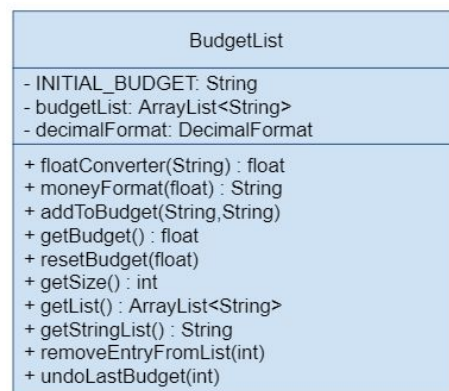 BudgetList
- INITIAL_BUDGET: String
- budgetList: ArrayList<String>
- decimalFormat: DecimalFormat
+ floatConverter(String) : float
+ moneyFormat(float) : String
+ addToBudget(String,String)
+ getBudget() : float
+ resetBudget(float)
+ getSize() : int
+ getList() : ArrayList<String>
+ getStringList() : String
+ removeEntryFromList(int)
+ undoLastBudget(int)